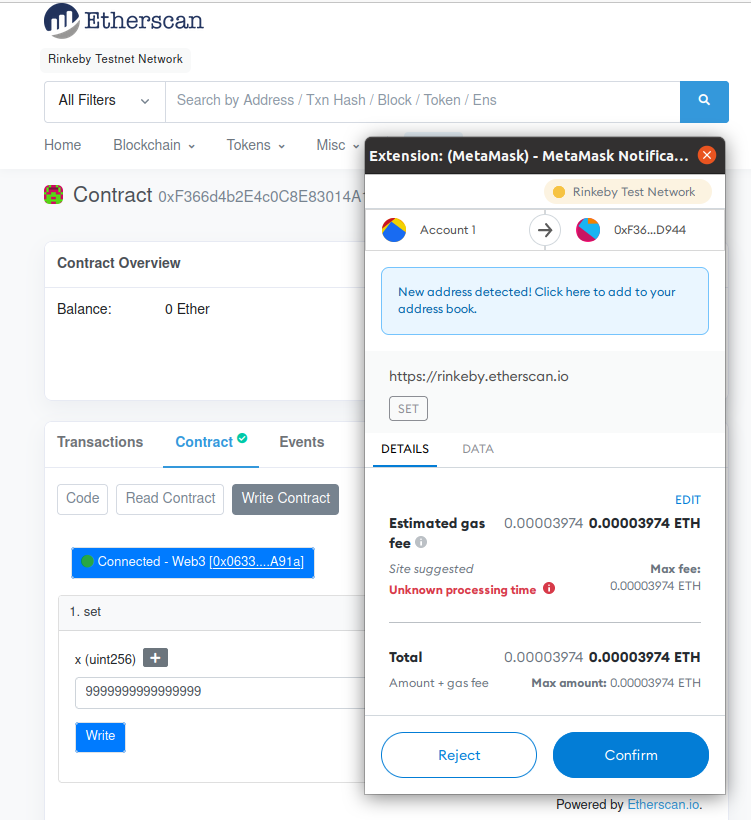 Etherscan
Rinkeby Testnet Network
All Filters
Search by Address / Txn Hash / Block / Token / Ens
Home Blockchain Tokens Misc
Contract 0xF366d4b2E4c0C8E83014A
Contract Overview
Balance: 0 Ether
Transactions Contract Events
Code Read Contract Write Contract
Connected - Web3 [0x0633....A91a]
1. set
x (uint256) +
9999999999999999
Write
Powered by Etherscan.io.
Extension: (MetaMask) - MetaMask Notifica...
Rinkeby Test Network
Account 1 0xF36...D944
New address detected! Click here to add to your
address book.
https://rinkeby.etherscan.io
SET
DETAILS DATA
EDIT
Estimated gas 0.00003974 0.00003974 ETH
fee
Site suggested Max fee:
Unknown processing time 0.00003974 ETH
Total 0.00003974 0.00003974 ETH
Amount + gas fee Max amount: 0.00003974 ETH
Reject Confirm